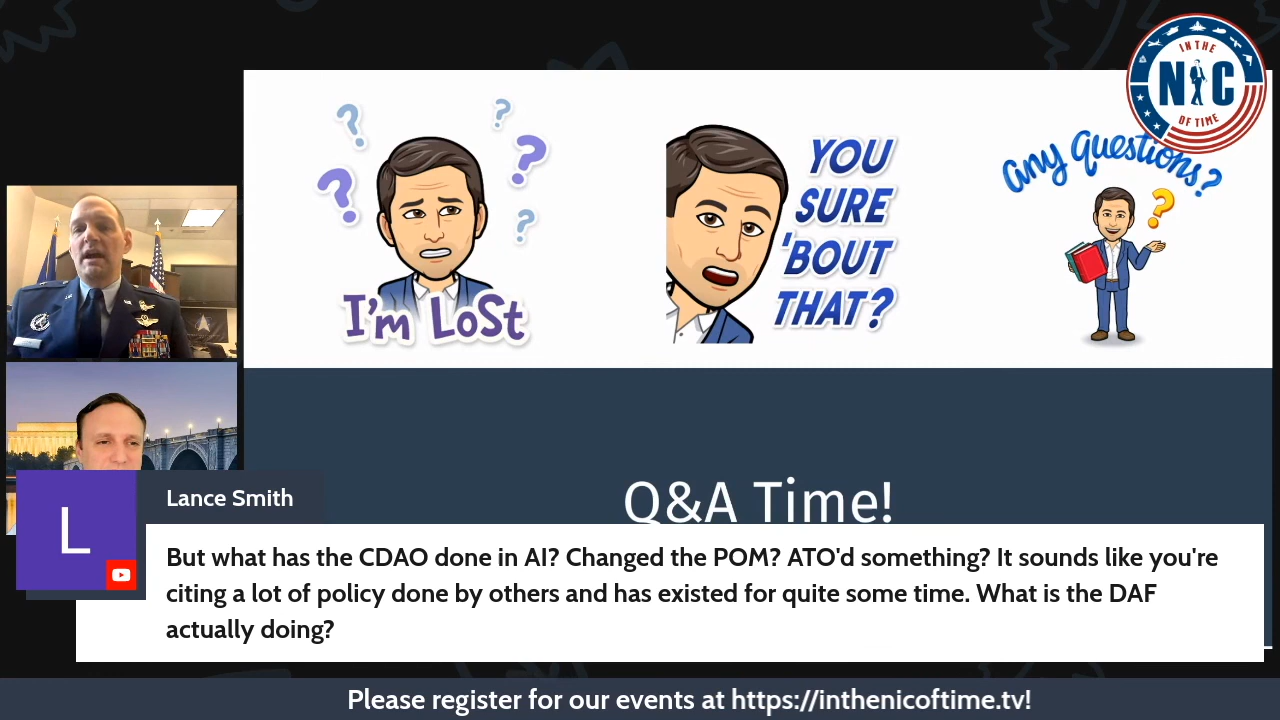 IN THE
NIC
OF TIME
I'm LoSt
YOU
SURE
'BOUT
THAT?
any questions?
Q&A Time!
L
Lance Smith
But what has the CDAO done in AI? Changed the POM? ATO'd something? It sounds like you're
citing a lot of policy done by others and has existed for quite some time. What is the DAF
actually doing?
Please register for our events at https://inthenicoftime.tv!